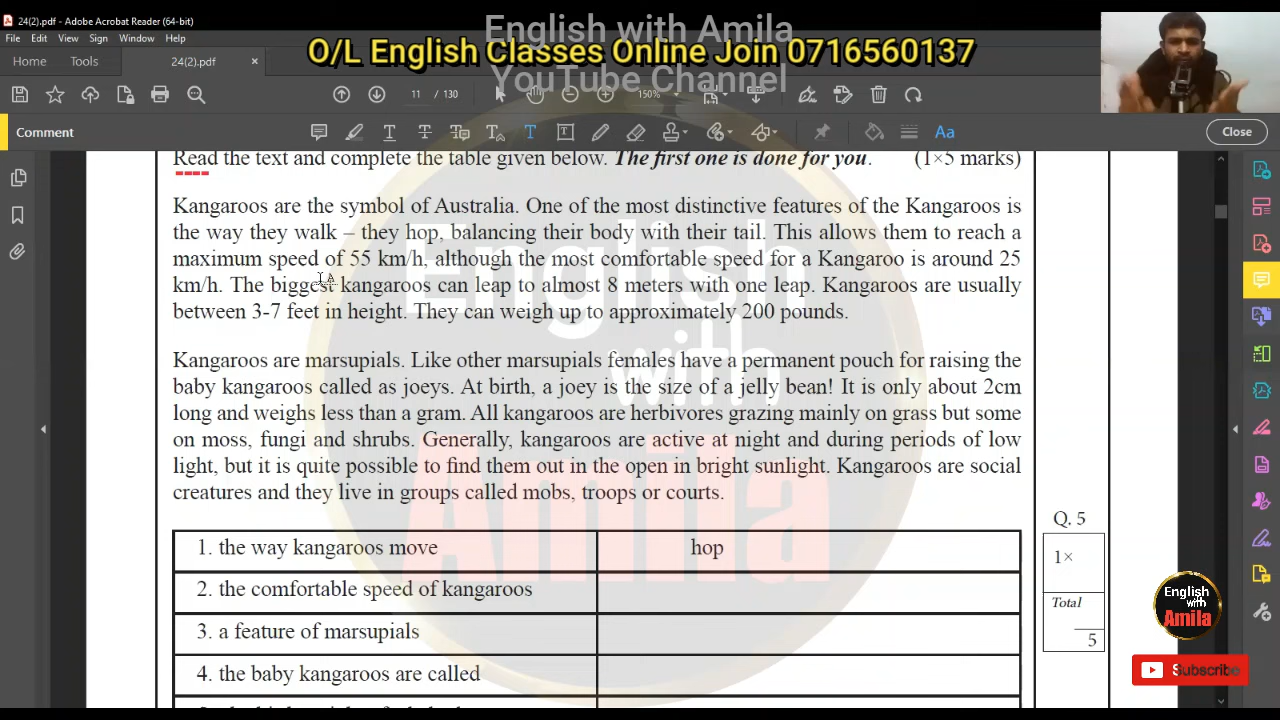 24(2).pdf - Adobe Acrobat Reader (64-bit)
File Edit View Sign Window Help
English with Amila
O/L English Classes Online Join 0716560137
YouTube Channel
Home Tools 24(2).pdf ×
11 / 130 150%
Comment
Close
Read the text and complete the table given below. The first one is done for you. (1×5 marks)
Kangaroos are the symbol of Australia. One of the most distinctive features of the Kangaroos is
the way they walk – they hop, balancing their body with their tail. This allows them to reach a
maximum speed of 55 km/h, although the most comfortable speed for a Kangaroo is around 25
km/h. The biggest kangaroos can leap to almost 8 meters with one leap. Kangaroos are usually
between 3-7 feet in height. They can weigh up to approximately 200 pounds.
Kangaroos are marsupials. Like other marsupials females have a permanent pouch for raising the
baby kangaroos called as joeys. At birth, a joey is the size of a jelly bean! It is only about 2cm
long and weighs less than a gram. All kangaroos are herbivores grazing mainly on grass but some
on moss, fungi and shrubs. Generally, kangaroos are active at night and during periods of low
light, but it is quite possible to find them out in the open in bright sunlight. Kangaroos are social
creatures and they live in groups called mobs, troops or courts.
English
with
Amila
1. the way kangaroos move hop
2. the comfortable speed of kangaroos
3. a feature of marsupials
4. the baby kangaroos are called
Q. 5
1×
Total
5
English
with
Amila
Subscribe